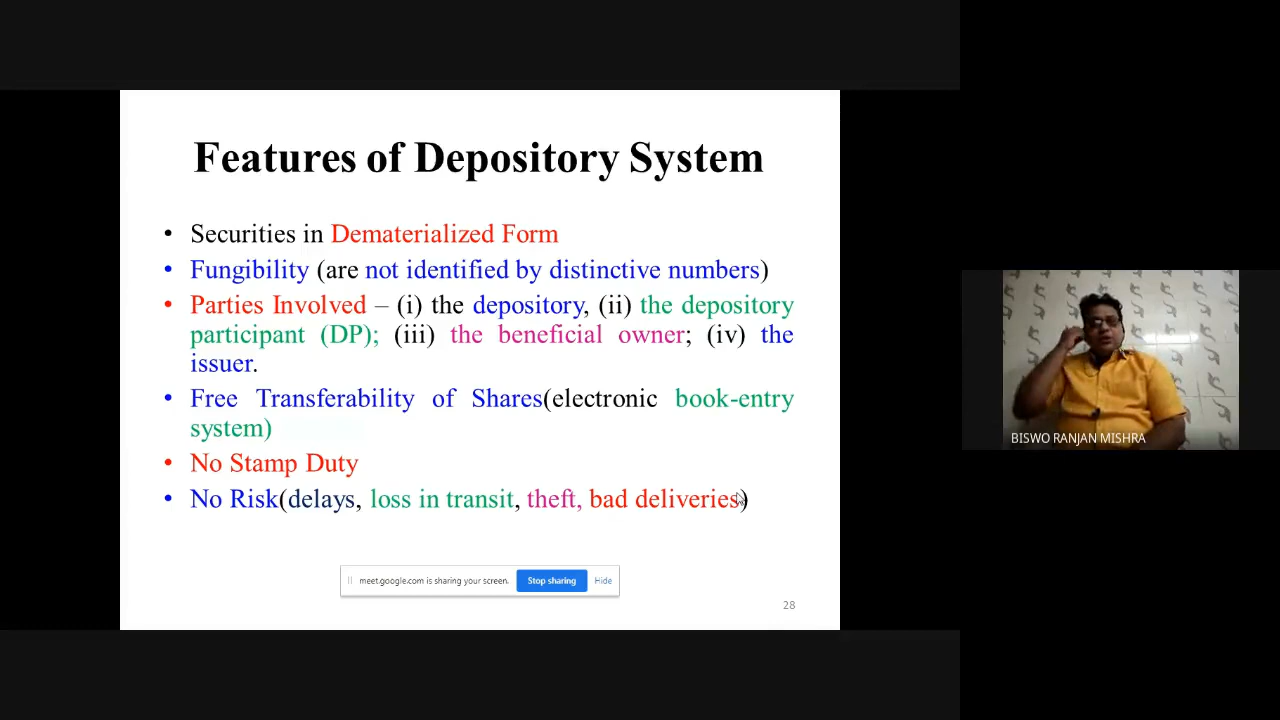 Features of Depository System
• Securities in Dematerialized Form
• Fungibility (are not identified by distinctive numbers)
• Parties Involved – (i) the depository, (ii) the depository
participant (DP); (iii) the beneficial owner; (iv) the
issuer.
• Free Transferability of Shares(electronic book-entry
system)
• No Stamp Duty
• No Risk(delays, loss in transit, theft, bad deliveries)
meet.google.com is sharing your screen. Stop sharing Hide
28
BISWO RANJAN MISHRA